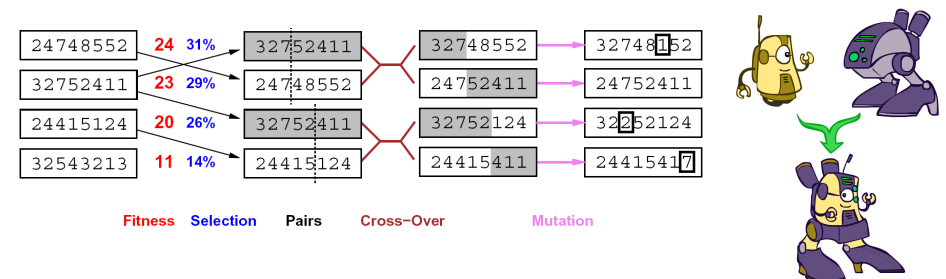 24748552 24 31% 32752411 32748552 32748152
32752411 23 29% 24748552 24752411 24752411
24415124 20 26% 32752411 32752124 32252124
32543213 11 14% 24415124 24415411 24415417
Fitness Selection Pairs Cross-Over Mutation